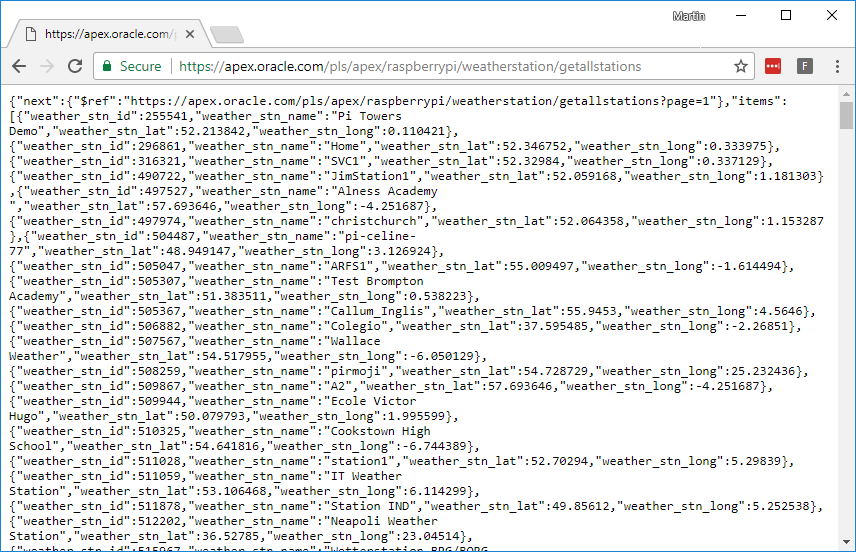 Martin
https://apex.oracle.com/p
Secure
https://apex.oracle.com/pls/apex/raspberrypi/weatherstation/getallstations
F
{"next":{"$ref":"https://apex.oracle.com/pls/apex/raspberrypi/weatherstation/getallstations?page=1"},"items":
[{"weather_stn_id":255541,"weather_stn_name":"Pi Towers
Demo","weather_stn_lat":52.213842,"weather_stn_long":0.110421},
{"weather_stn_id":296861,"weather_stn_name":"Home","weather_stn_lat":52.346752,"weather_stn_long":0.333975},
{"weather_stn_id":316321,"weather_stn_name":"SVC1","weather_stn_lat":52.32984,"weather_stn_long":0.337129},
{"weather_stn_id":490722,"weather_stn_name":"JimStation1","weather_stn_lat":52.059168,"weather_stn_long":1.181303}
,{"weather_stn_id":497527,"weather_stn_name":"Alness Academy
","weather_stn_lat":57.693646,"weather_stn_long":-4.251687},
{"weather_stn_id":497974,"weather_stn_name":"christchurch","weather_stn_lat":52.064358,"weather_stn_long":1.153287
},{"weather_stn_id":504487,"weather_stn_name":"pi-celine-
77","weather_stn_lat":48.949147,"weather_stn_long":3.126924},
{"weather_stn_id":505047,"weather_stn_name":"ARFS1","weather_stn_lat":55.009497,"weather_stn_long":-1.614494},
{"weather_stn_id":505307,"weather_stn_name":"Test Brompton
Academy","weather_stn_lat":51.383511,"weather_stn_long":0.538223},
{"weather_stn_id":505367,"weather_stn_name":"Callum_Inglis","weather_stn_lat":55.9453,"weather_stn_long":4.5646},
{"weather_stn_id":506882,"weather_stn_name":"Colegio","weather_stn_lat":37.595485,"weather_stn_long":-2.26851},
{"weather_stn_id":507567,"weather_stn_name":"Wallace
Weather","weather_stn_lat":54.517955,"weather_stn_long":-6.050129},
{"weather_stn_id":508259,"weather_stn_name":"pirmoji","weather_stn_lat":54.728729,"weather_stn_long":25.232436},
{"weather_stn_id":509867,"weather_stn_name":"A2","weather_stn_lat":57.693646,"weather_stn_long":-4.251687},
{"weather_stn_id":509944,"weather_stn_name":"Ecole Victor
Hugo","weather_stn_lat":50.079793,"weather_stn_long":1.995599},
{"weather_stn_id":510325,"weather_stn_name":"Cookstown High
School","weather_stn_lat":54.641816,"weather_stn_long":-6.744389},
{"weather_stn_id":511028,"weather_stn_name":"station1","weather_stn_lat":52.70294,"weather_stn_long":5.29839},
{"weather_stn_id":511059,"weather_stn_name":"IT Weather
Station","weather_stn_lat":53.106468,"weather_stn_long":6.114299},
{"weather_stn_id":511878,"weather_stn_name":"Station IND","weather_stn_lat":49.85612,"weather_stn_long":5.252538},
{"weather_stn_id":512202,"weather_stn_name":"Neapoli Weather
Station","weather_stn_lat":36.52785,"weather_stn_long":23.04514},
{"weather_stn_id":515967,"weather_stn_name":"Wetterstation BRG/BORG